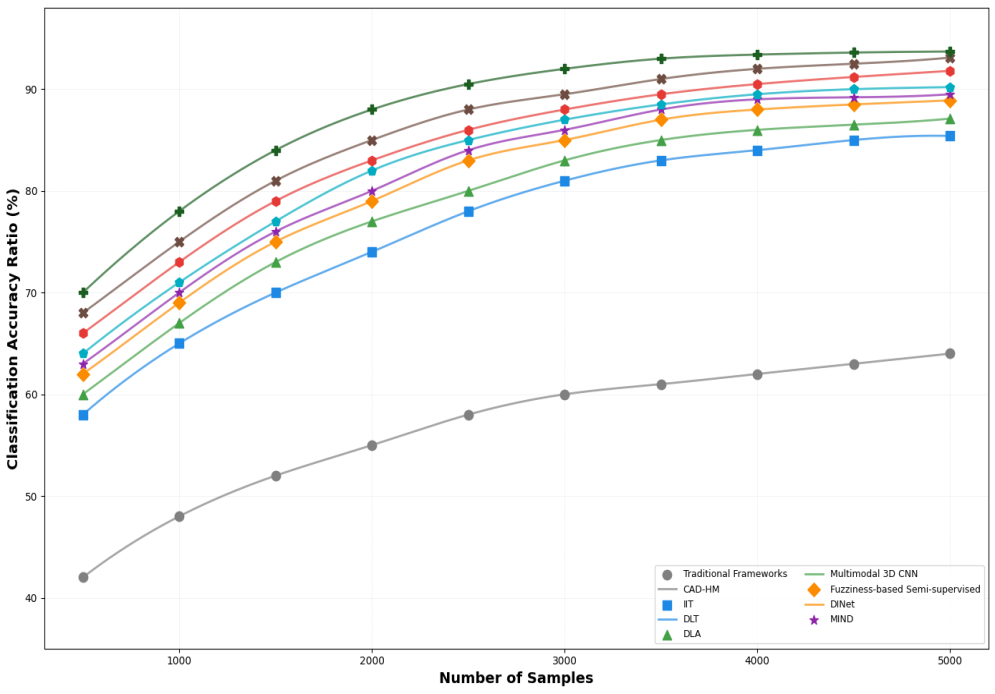 Classification Accuracy Ratio (%)
90
80
70
60
50
40
1000 2000 3000 4000 5000
Number of Samples
Traditional Frameworks
CAD-HM
IIT
DLT
DLA
Multimodal 3D CNN
Fuzziness-based Semi-supervised
DINet
MIND